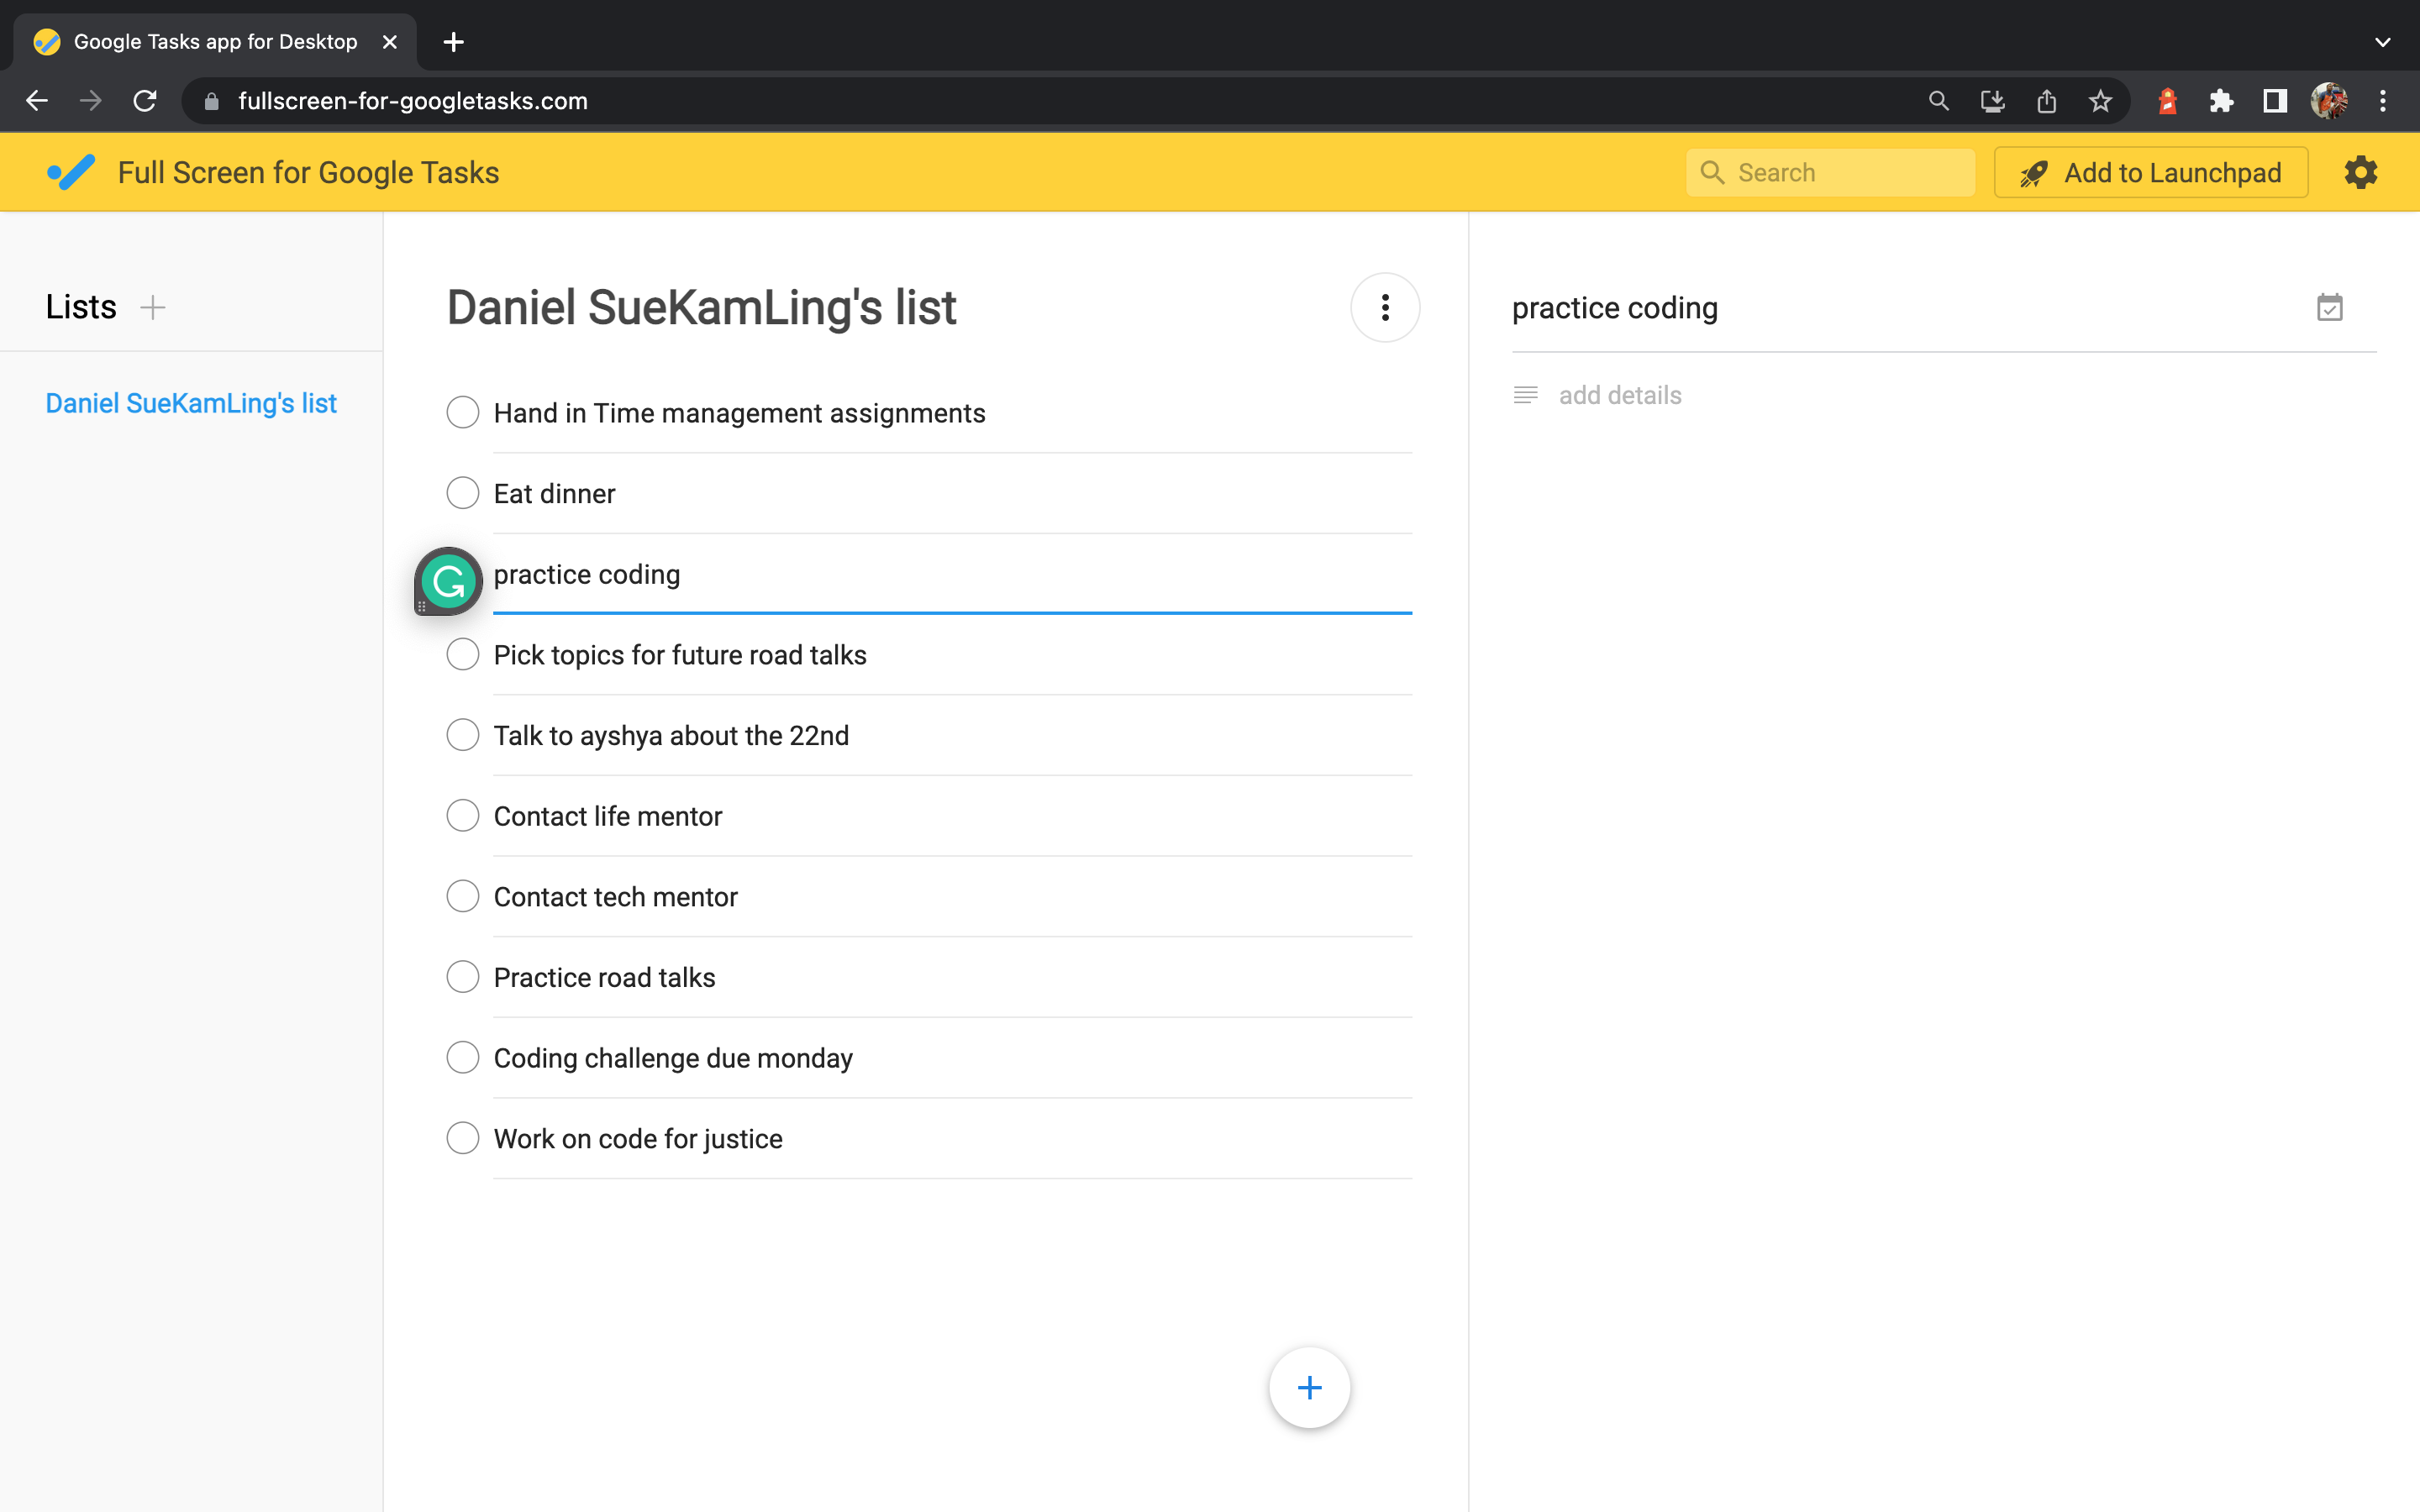 Google Tasks app for Desktop
fullscreen-for-googletasks.com
Full Screen for Google Tasks
Search
Add to Launchpad
Lists
Daniel SueKamLing's list
Daniel SueKamLing's list
Hand in Time management assignments
Eat dinner
practice coding
Pick topics for future road talks
Talk to ayshya about the 22nd
Contact life mentor
Contact tech mentor
Practice road talks
Coding challenge due monday
Work on code for justice
practice coding
add details